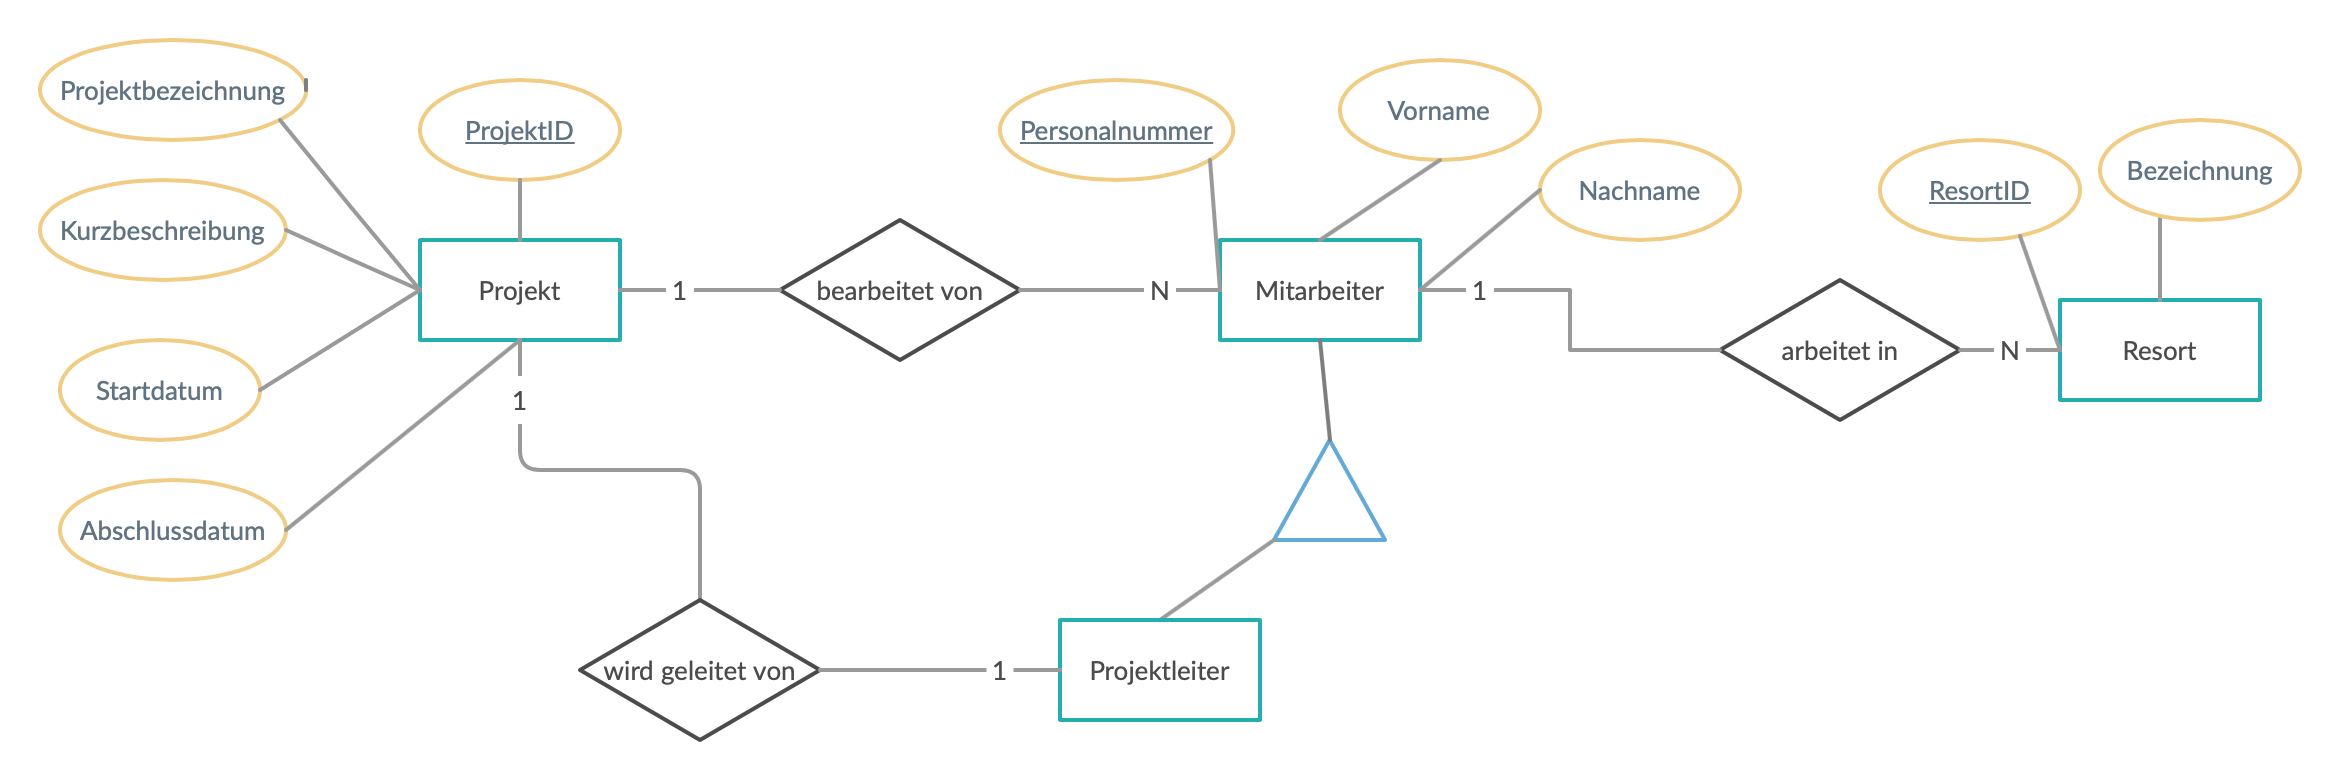 Projektbezeichnung
ProjektID
Personalnummer
Vorname
Nachname
ResortID
Bezeichnung
Kurzbeschreibung
Projekt
1
bearbeitet von
N
Mitarbeiter
1
arbeitet in
N
Resort
Startdatum
1
Abschlussdatum
wird geleitet von
1
Projektleiter